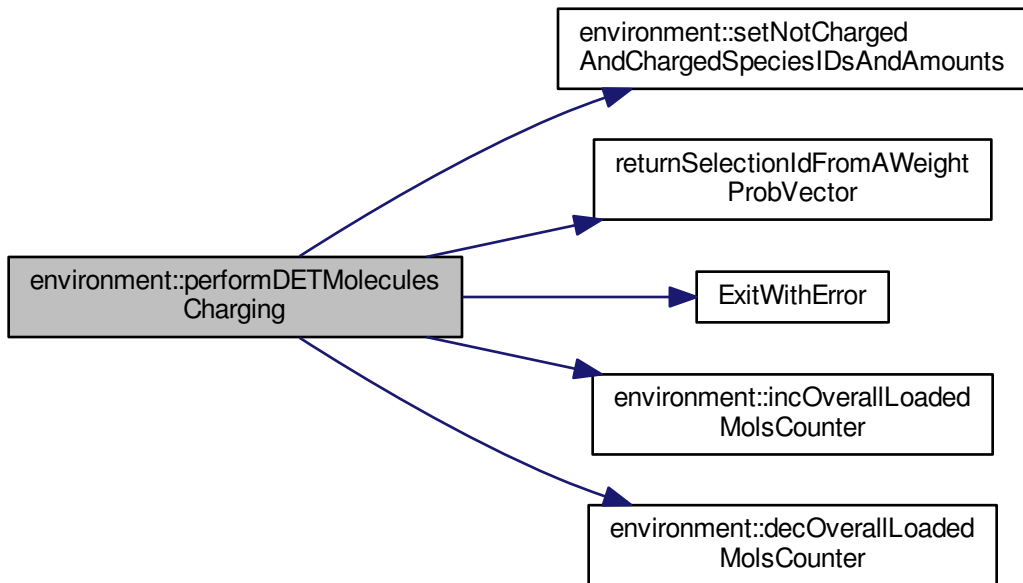 environment::setNotCharged
AndChargedSpeciesIDsAndAmounts
returnSelectionIdFromAWeight
ProbVector
environment::performDETMolecules
Charging
ExitWithError
environment::incOverallLoaded
MolsCounter
environment::decOverallLoaded
MolsCounter